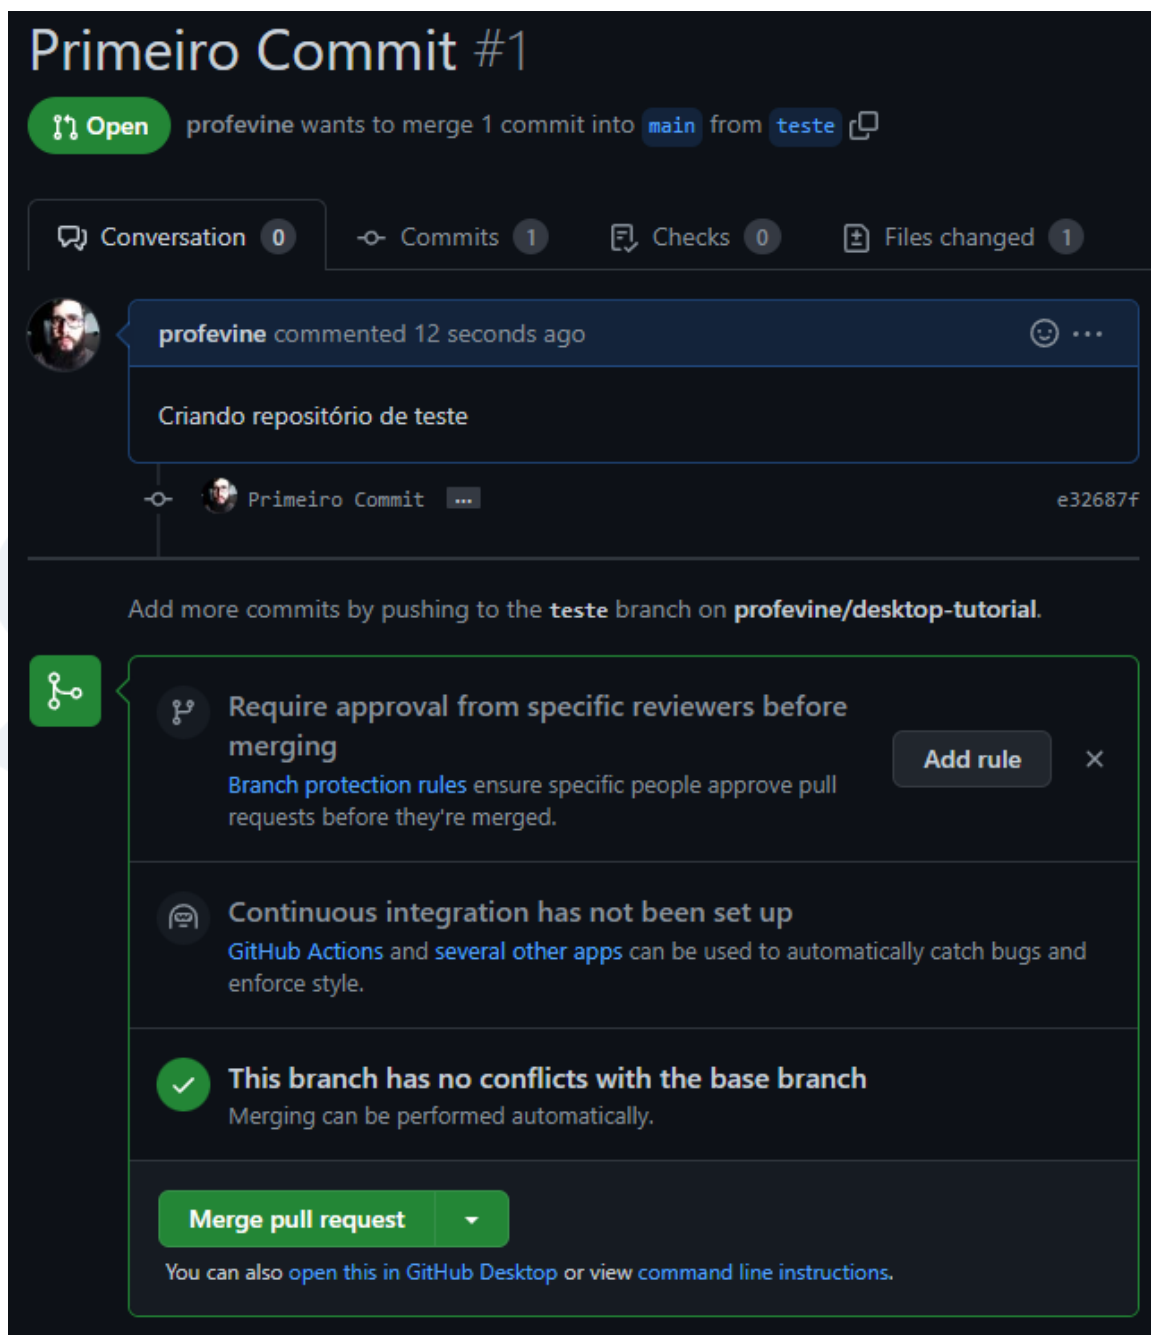 Primeiro Commit #1
Open profevine wants to merge 1 commit into main from teste
Conversation 0 Commits 1 Checks 0 Files changed 1
profevine commented 12 seconds ago
Criando repositório de teste
Primeiro Commit ... e32687f
Add more commits by pushing to the teste branch on profevine/desktop-tutorial.
Require approval from specific reviewers before
merging
Add rule
Branch protection rules ensure specific people approve pull
requests before they're merged.
Continuous integration has not been set up
GitHub Actions and several other apps can be used to automatically catch bugs and
enforce style.
This branch has no conflicts with the base branch
Merging can be performed automatically.
Merge pull request
You can also open this in GitHub Desktop or view command line instructions.